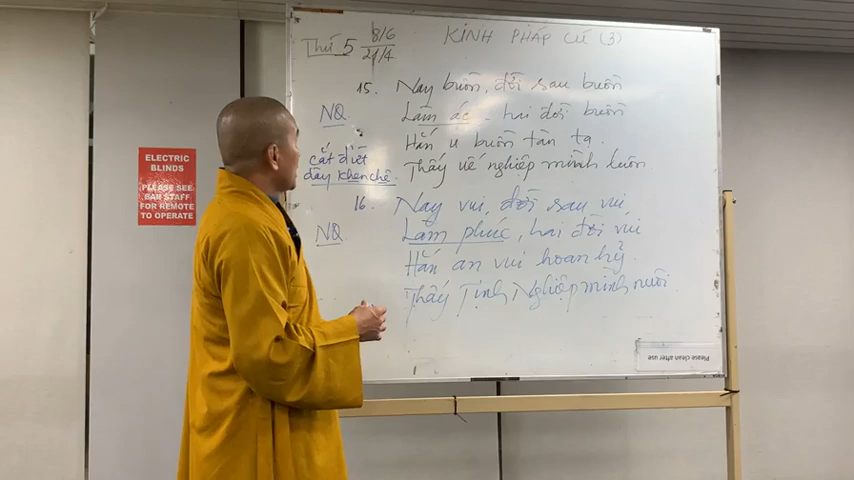 Thứ 5 8/6
21/4
KINH PHÁP CÚ (3)
15. Nay buồn, đời sau buồn
NQ Làm ác - hai đời buồn
Hắn u buồn tàn tạ.
cắt diệt Thấy uế nghiệp mình luôn
dây khen chê.
16. Nay vui, đời sau vui
NQ Làm phúc, hai đời vui
Hắn an vui hoan hỷ.
Thấy Tịnh Nghiệp mình nuôi
ELECTRIC
BLINDS
PLEASE SEE
BAR STAFF
FOR REMOTE
TO OPERATE
Please clean after use